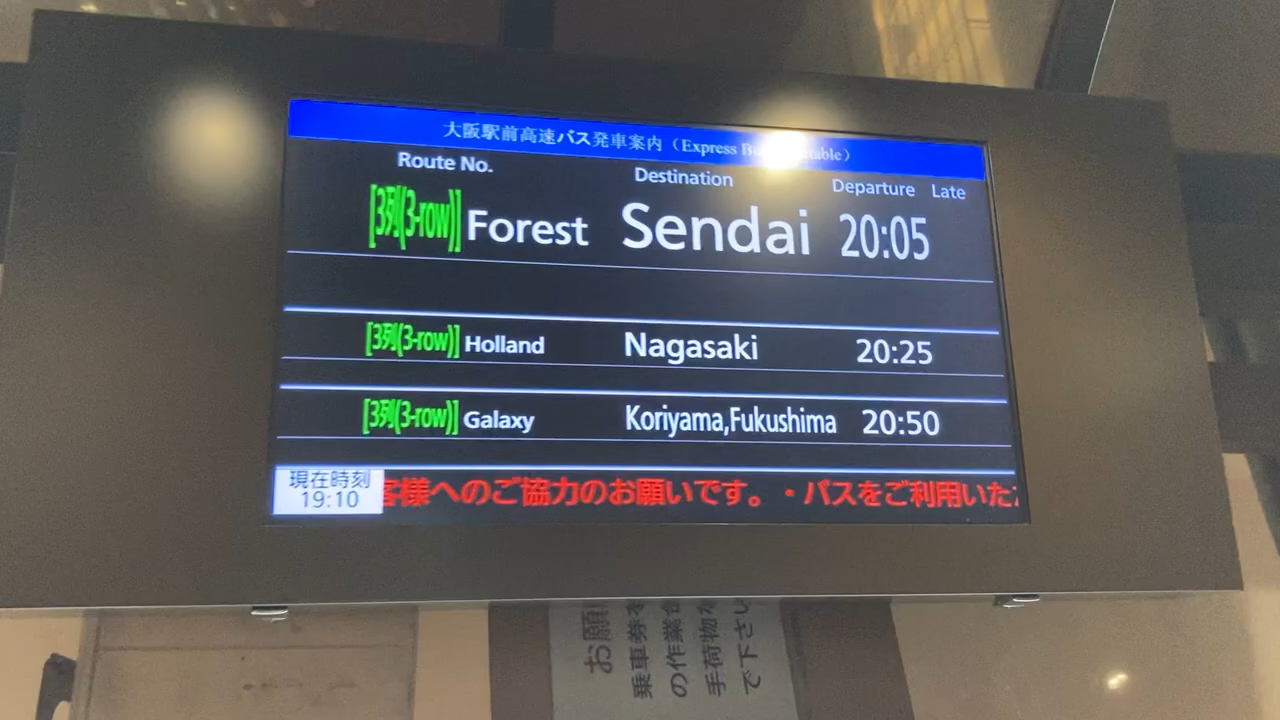 大阪駅前高速バス発車案内 (Express Bu table)
Route No. Destination Departure Late
[3列(3-row)] Forest Sendai 20:05
[3列(3-row)] Holland Nagasaki 20:25
[3列(3-row)] Galaxy Koriyama,Fukushima 20:50
現在時刻
19:10
客様へのご協力のお願いです。・バスをご利用いた
お願
乗車券を
の作業
手荷物
で下さい